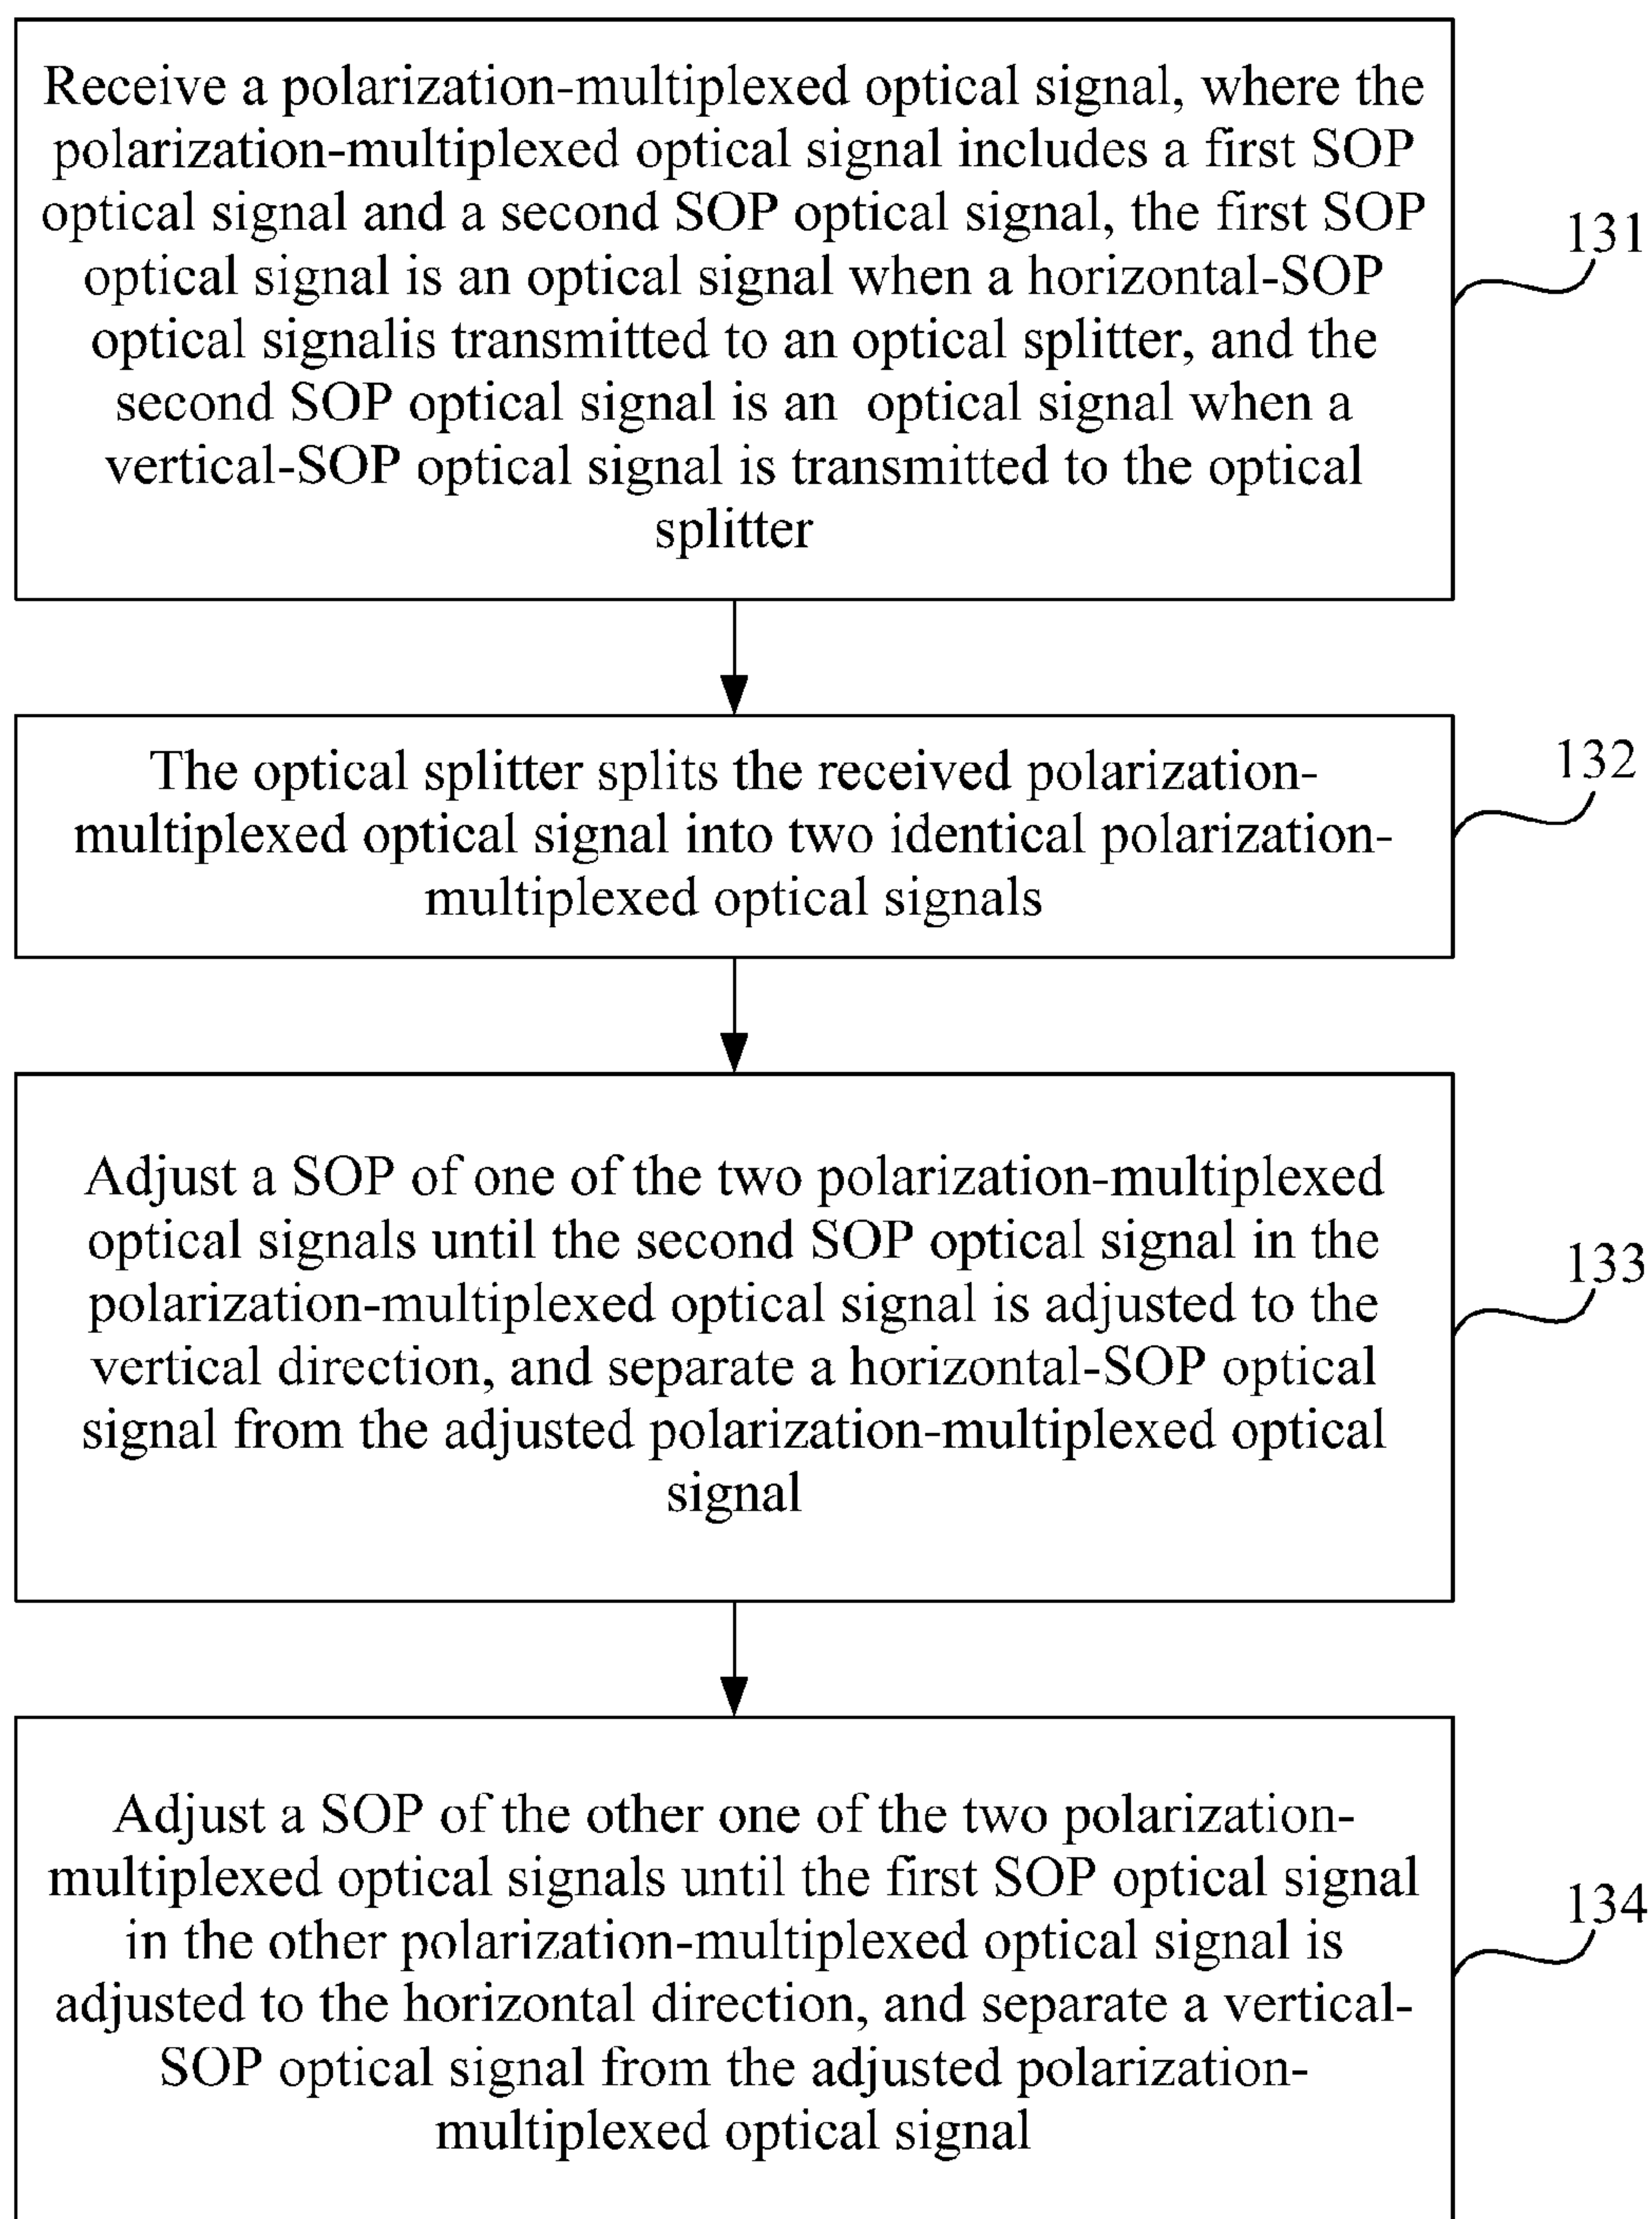 Receive a polarization-multiplexed optical signal, where the
polarization-multiplexed optical signal includes a first SOP
optical signal and a second SOP optical signal, the first SOP
optical signal is an optical signal when a horizontal-SOP
optical signalis transmitted to an optical splitter, and the
second SOP optical signal is an optical signal when a
vertical-SOP optical signal is transmitted to the optical
splitter
131
The optical splitter splits the received polarization-
multiplexed optical signal into two identical polarization-
multiplexed optical signals
132
Adjust a SOP of one of the two polarization-multiplexed
optical signals until the second SOP optical signal in the
polarization-multiplexed optical signal is adjusted to the
vertical direction, and separate a horizontal-SOP optical
signal from the adjusted polarization-multiplexed optical
signal
133
Adjust a SOP of the other one of the two polarization-
multiplexed optical signals until the first SOP optical signal
in the other polarization-multiplexed optical signal is
adjusted to the horizontal direction, and separate a vertical-
SOP optical signal from the adjusted polarization-
multiplexed optical signal
134